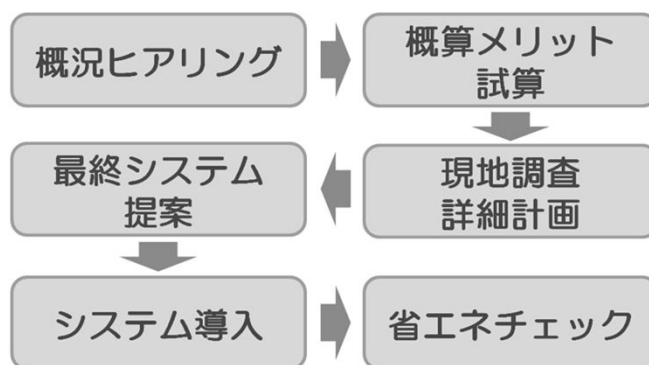 概況ヒアリング
概算メリット
試算
現地調査
詳細計画
最終システム
提案
システム導入
省エネチェック